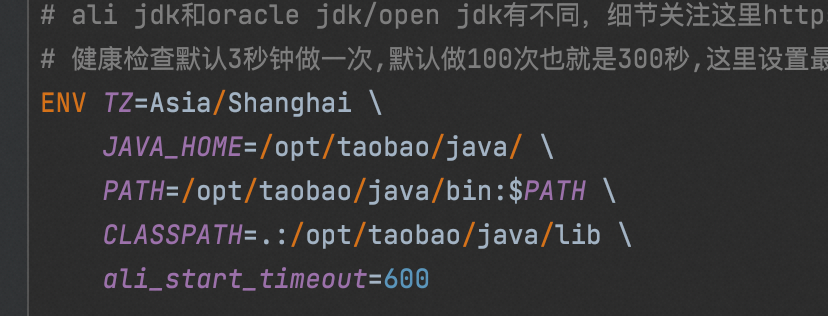 # ali jdk和oracle jdk/open jdk有不同, 细节关注这里http
# 健康检查默认3秒钟做一次,默认做100次也就是300秒,这里设置最
ENV TZ=Asia/Shanghai \
JAVA_HOME=/opt/taobao/java/ \
PATH=/opt/taobao/java/bin:$PATH \
CLASSPATH=.:/opt/taobao/java/lib \
ali_start_timeout=600